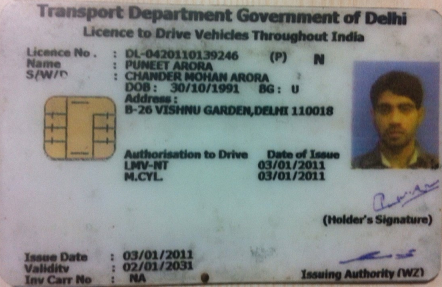 Transport Department Government of Delhi
Licence to Drive Vehicles Throughout India
Licence No. : DL-0420110139246 (P) N
Name : PUNEET ARORA
S/W/D : CHANDER MOHAN ARORA
DOB : 30/10/1991 BG : U
Address :
B-26 VISHNU GARDEN,DELHI 110018
Authorisation to Drive Date of Issue
LMV-NT 03/01/2011
M.CYL. 03/01/2011
(Holder's Signature)
Issue Date : 03/01/2011
Validity : 02/01/2031
Inv Carr No : NA
Issuing Authority (WZ)